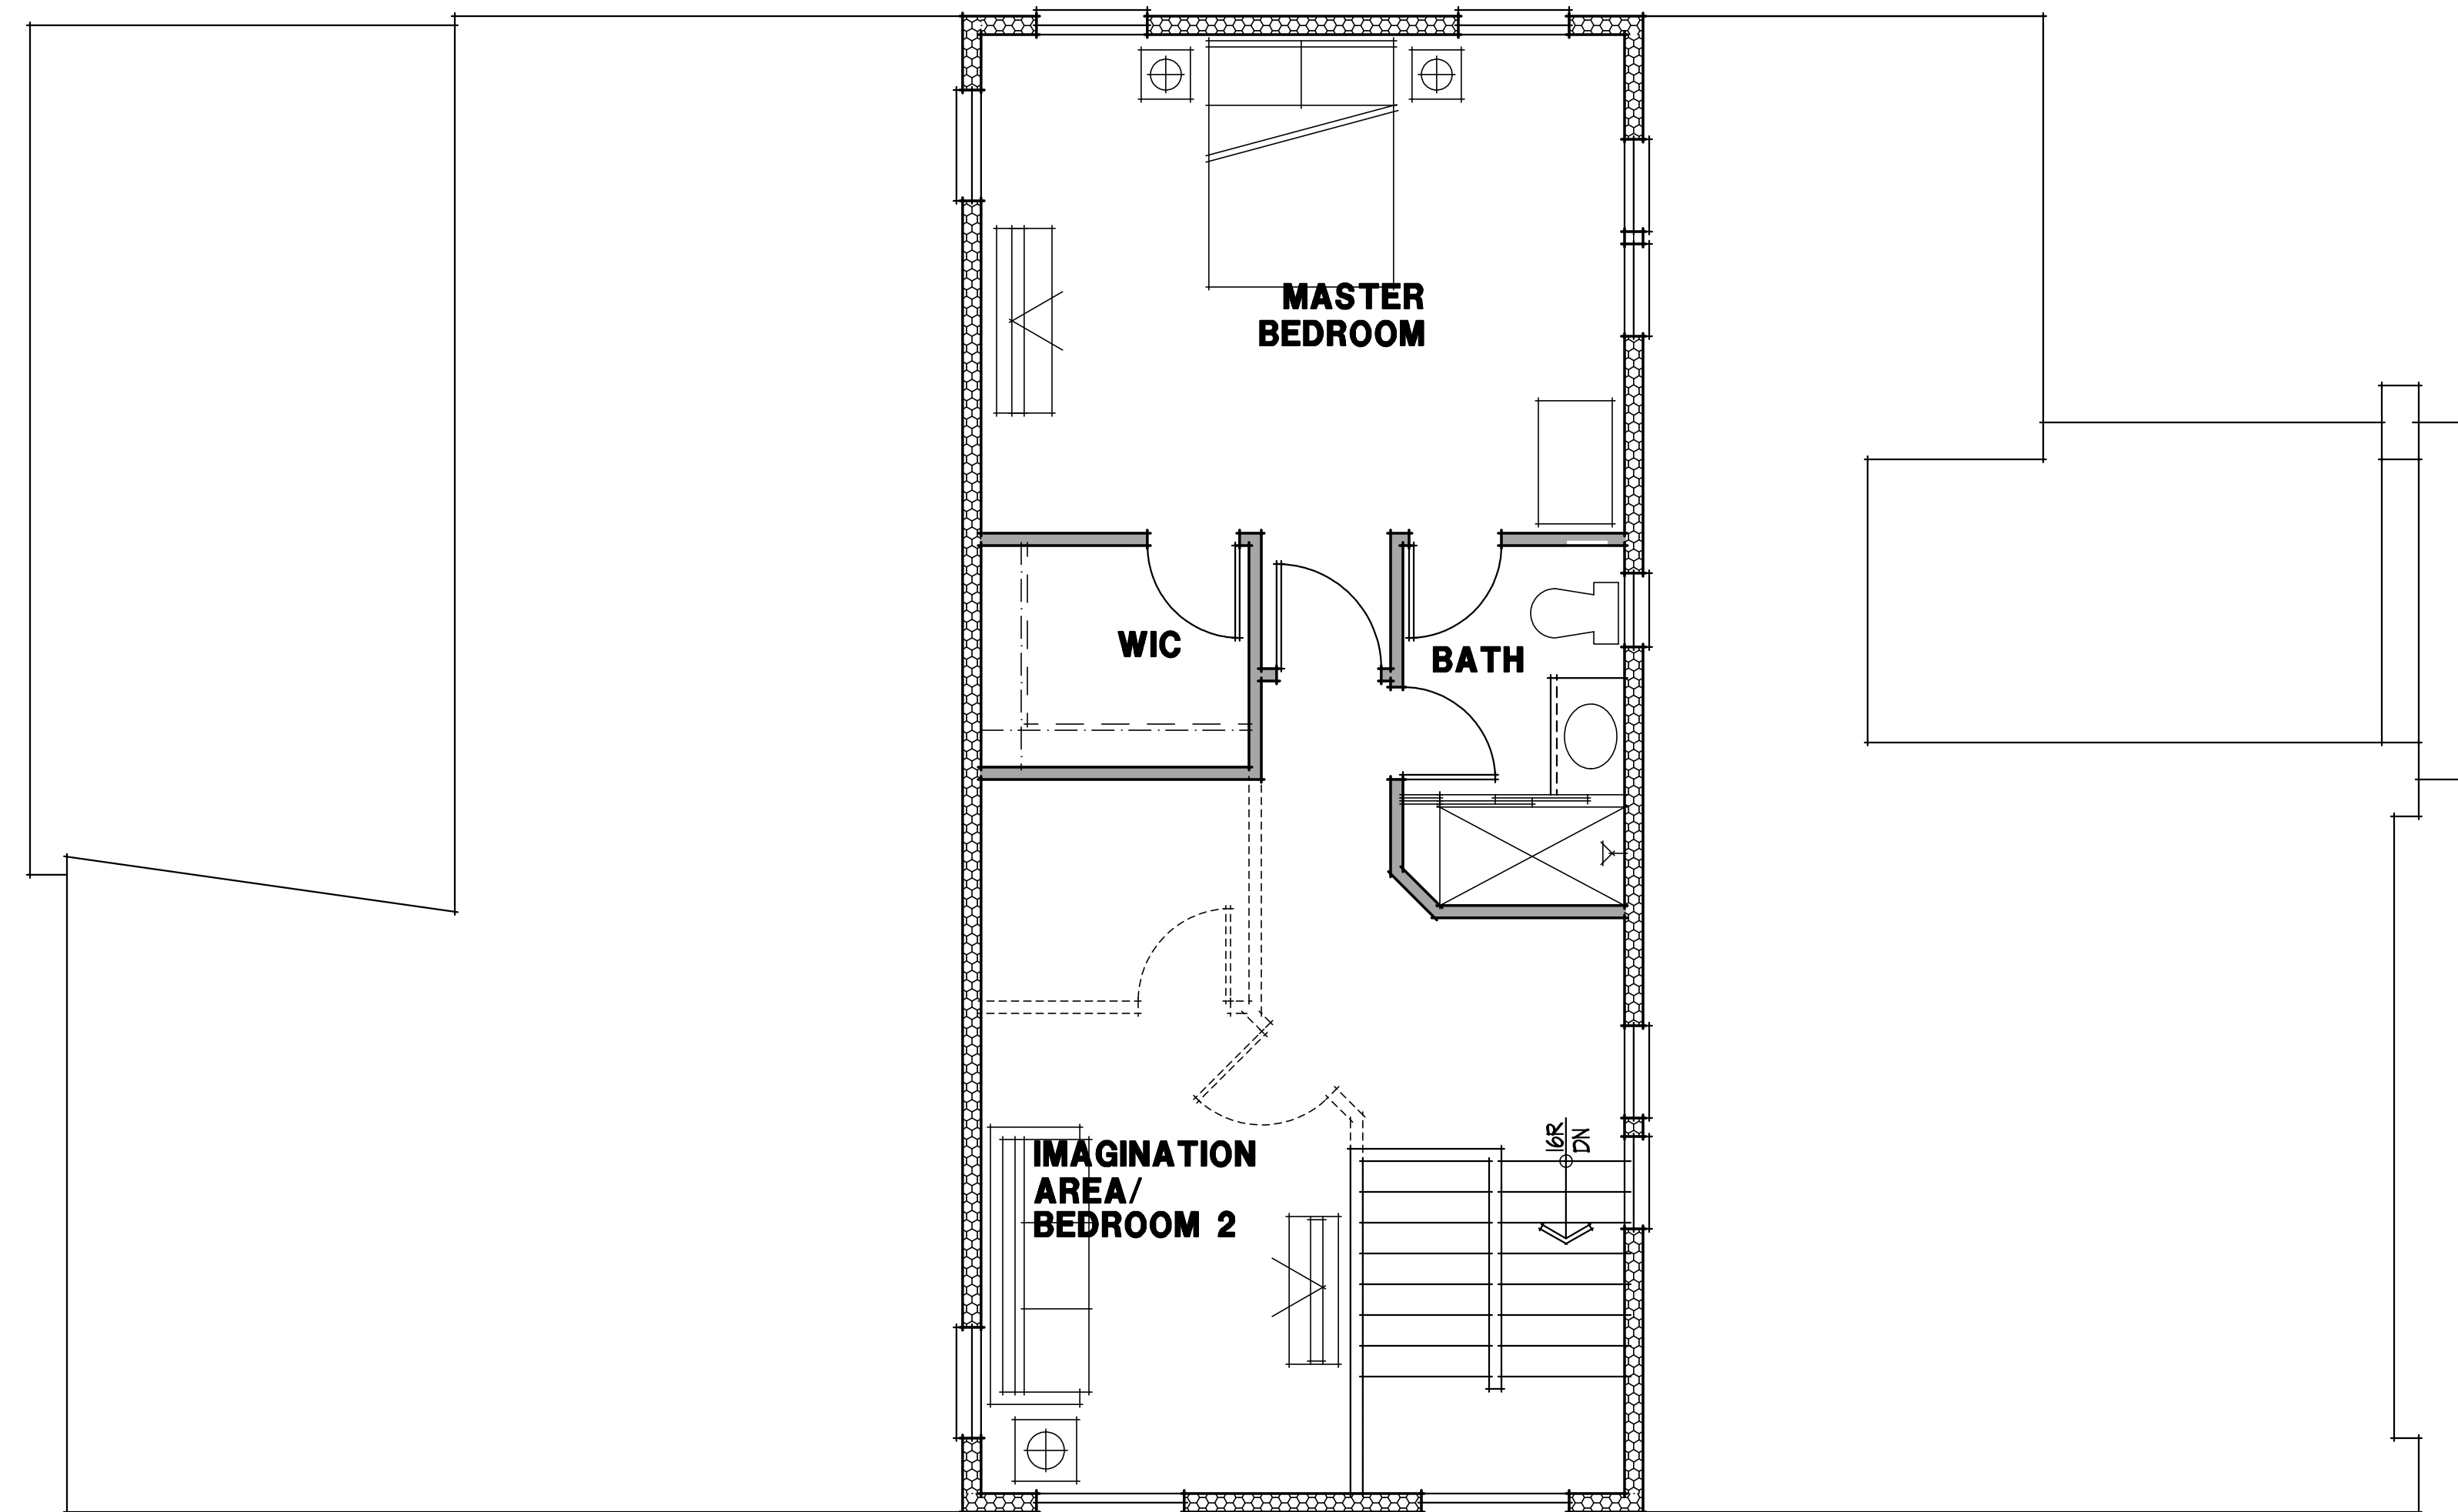 MASTER
BEDROOM
WIC
BATH
IMAGINATION
AREA/
BEDROOM 2
16R
DN